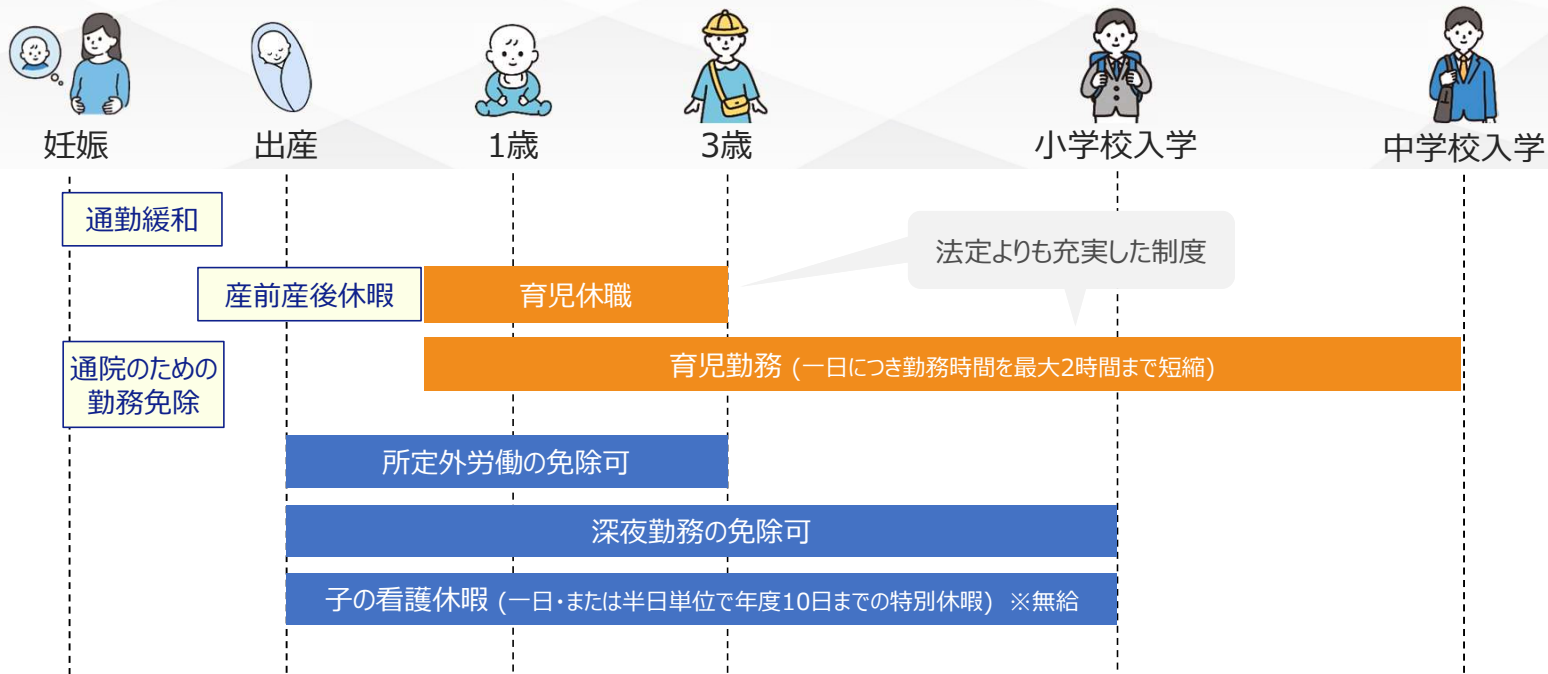 妊娠
出産
1歳
3歳
小学校入学
中学校入学
通勤緩和
法定よりも充実した制度
産前産後休暇
育児休職
通院のための
勤務免除
育児勤務 (一日につき勤務時間を最大2時間まで短縮)
所定外労働の免除可
深夜勤務の免除可
子の看護休暇 (一日・または半日単位で年度10日までの特別休暇) ※無給